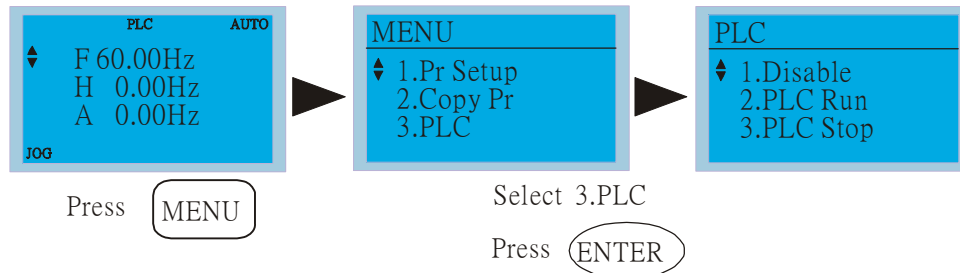 PLC AUTO
F 60.00Hz
H 0.00Hz
A 0.00Hz
JOG
Press MENU
MENU
1.Pr Setup
2.Copy Pr
3.PLC
Select 3.PLC
Press ENTER
PLC
1.Disable
2.PLC Run
3.PLC Stop